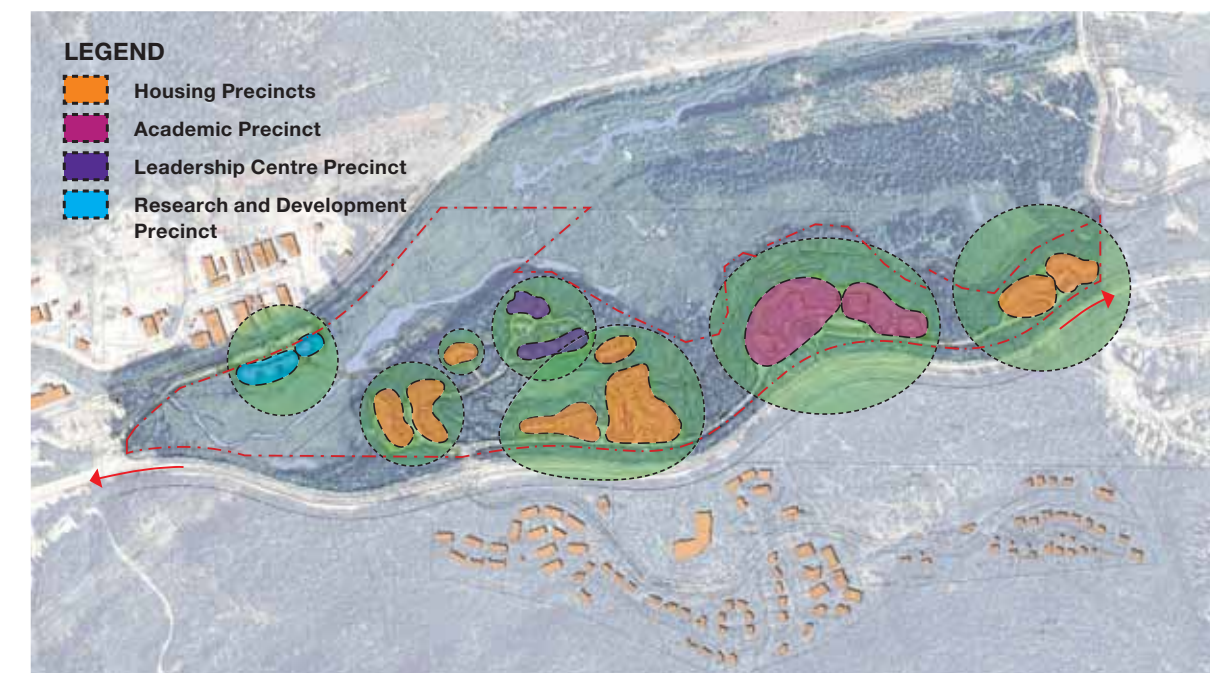 LEGEND
Housing Precincts
Academic Precinct
Leadership Centre Precinct
Research and Development
Precinct